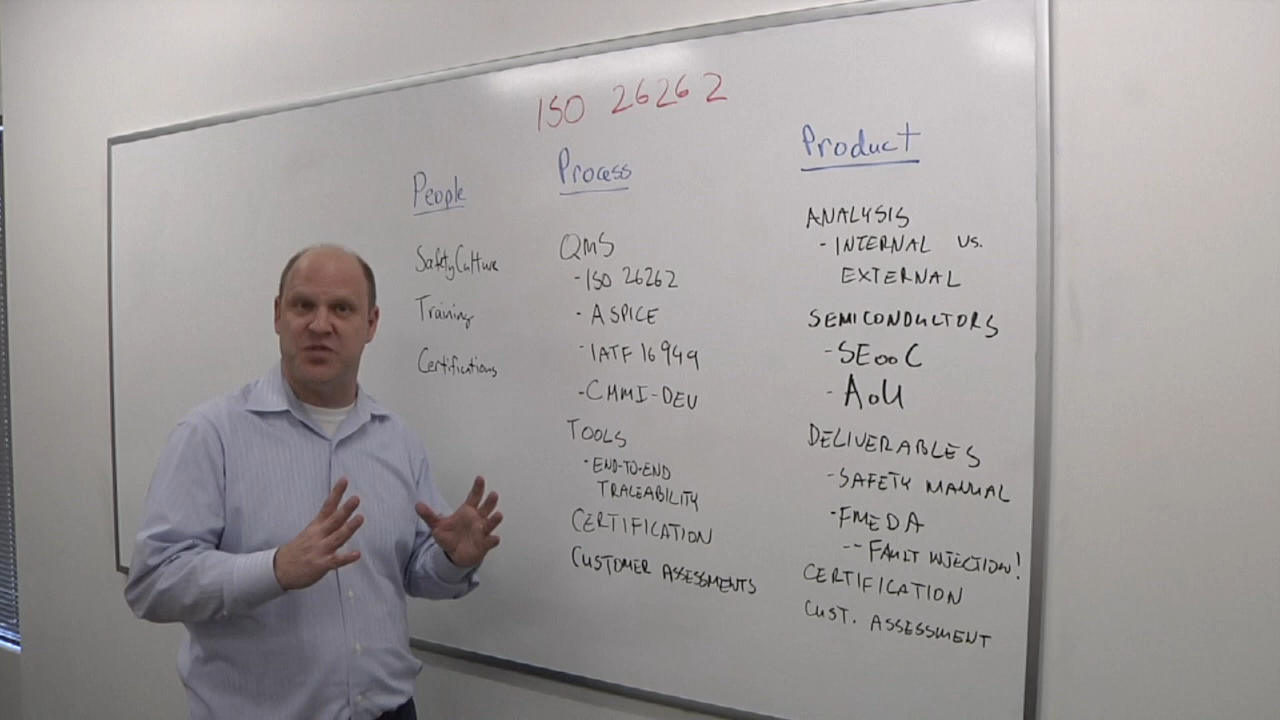 ISO 26262
People
Safety Culture
Training
Certifications
Process
QMS
-ISO 26262
- ASPICE
-IATF 16949
-CMMI-DEV
TOOLS
-END-TO-END
TRACEABILITY
CERTIFICATION
CUSTOMER ASSESSMENTS
Product
ANALYSIS
- INTERNAL VS.
EXTERNAL
SEMICONDUCTORS
-SEooC
- AoU
DELIVERABLES
-SAFETY MANUAL
-FMEDA
-- FAULT INJECTION!
CERTIFICATION
CUST. ASSESSMENT